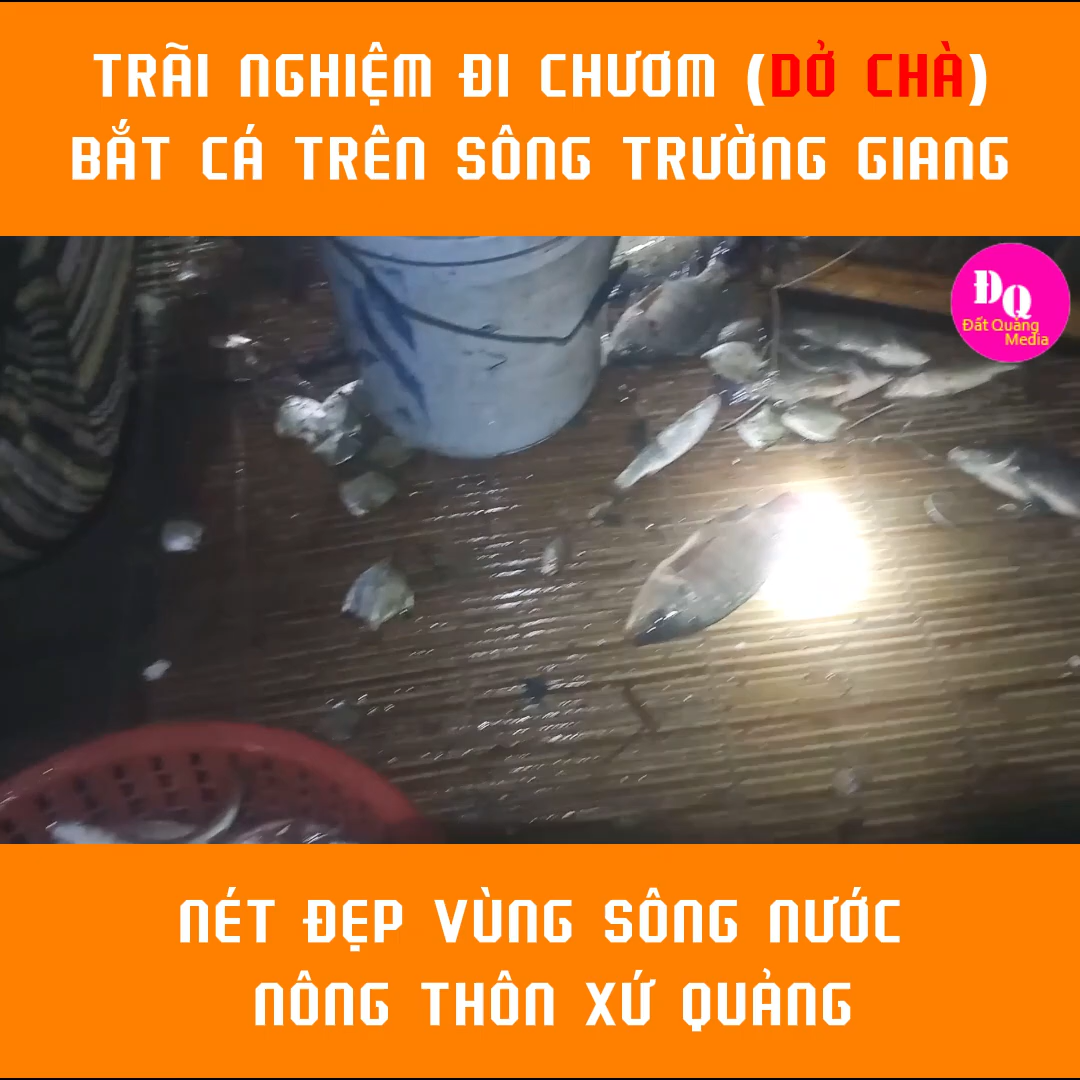 TRÃI NGHIỆM ĐI CHƯƠM (DỞ CHÀ)
BẮT CÁ TRÊN SÔNG TRƯỜNG GIANG
ĐQ
Đất Quảng
Media
NÉT ĐẸP VÙNG SÔNG NƯỚC
NÔNG THÔN XỨ QUẢNG